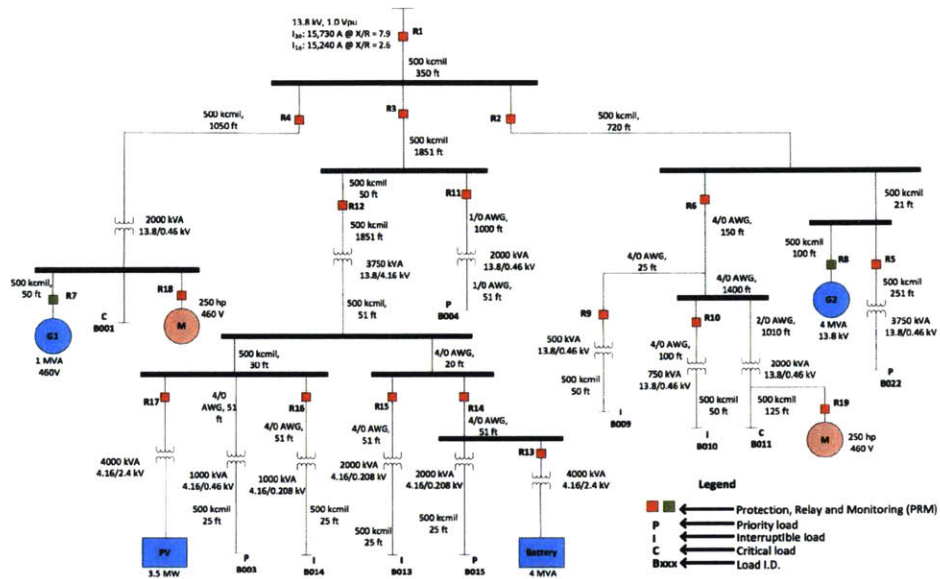 13.8 kV, 1.0 Vpu
I3ø: 15,730 A @ X/R = 7.9
I1ø: 15,240 A @ X/R = 2.6
R1
500 kcmil
350 ft
R4
R3
R2
500 kcmil,
1050 ft
500 kcmil
1851 ft
500 kcmil
720 ft
500 kcmil
50 ft
R12
R11
500 kcmil
1851 ft
1/0 AWG,
1000 ft
R6
4/0 AWG,
150 ft
500 kcmil
21 ft
2000 kVA
13.8/0.46 kV
3750 kVA
13.8/4.16 kV
2000 kVA
13.8/0.46 kV
1/0 AWG,
51 ft
4/0 AWG,
25 ft
4/0 AWG,
1400 ft
500 kcmil
100 ft
R8
R5
500 kcmil
251 ft
500 kcmil,
50 ft
R7
R18
C
B001
250 hp
460 V
G1
M
1 MVA
460V
500 kcmil,
51 ft
P
B004
R9
R10
2/0 AWG,
1010 ft
G2
4 MVA
13.8 kV
3750 kVA
13.8/0.46 kV
P
B022
500 kVA
13.8/0.46 kV
4/0 AWG,
100 ft
750 kVA
13.8/0.46 kV
2000 kVA
13.8/0.46 kV
500 kcmil
50 ft
I
B009
500 kcmil
50 ft
500 kcmil
125 ft
R19
I
B010
C
B011
M
250 hp
460 V
500 kcmil,
30 ft
4/0 AWG,
20 ft
R17
4/0
AWG, 51
ft
R16
R15
R14
4/0 AWG,
51 ft
4/0 AWG,
51 ft
4/0 AWG,
51 ft
R13
4000 kVA
4.16/2.4 kV
1000 kVA
4.16/0.46 kV
1000 kVA
4.16/0.208 kV
2000 kVA
4.16/0.208 kV
2000 kVA
4.16/0.208 kV
4000 kVA
4.16/2.4 kV
500 kcmil
25 ft
500 kcmil
25 ft
500 kcmil
25 ft
500 kcmil
25 ft
PV
3.5 MW
P
B003
I
B014
I
B013
P
B015
Battery
4 MVA
Legend
Protection, Relay and Monitoring (PRM)
P Priority load
I Interruptible load
C Critical load
Bxxx Load I.D.